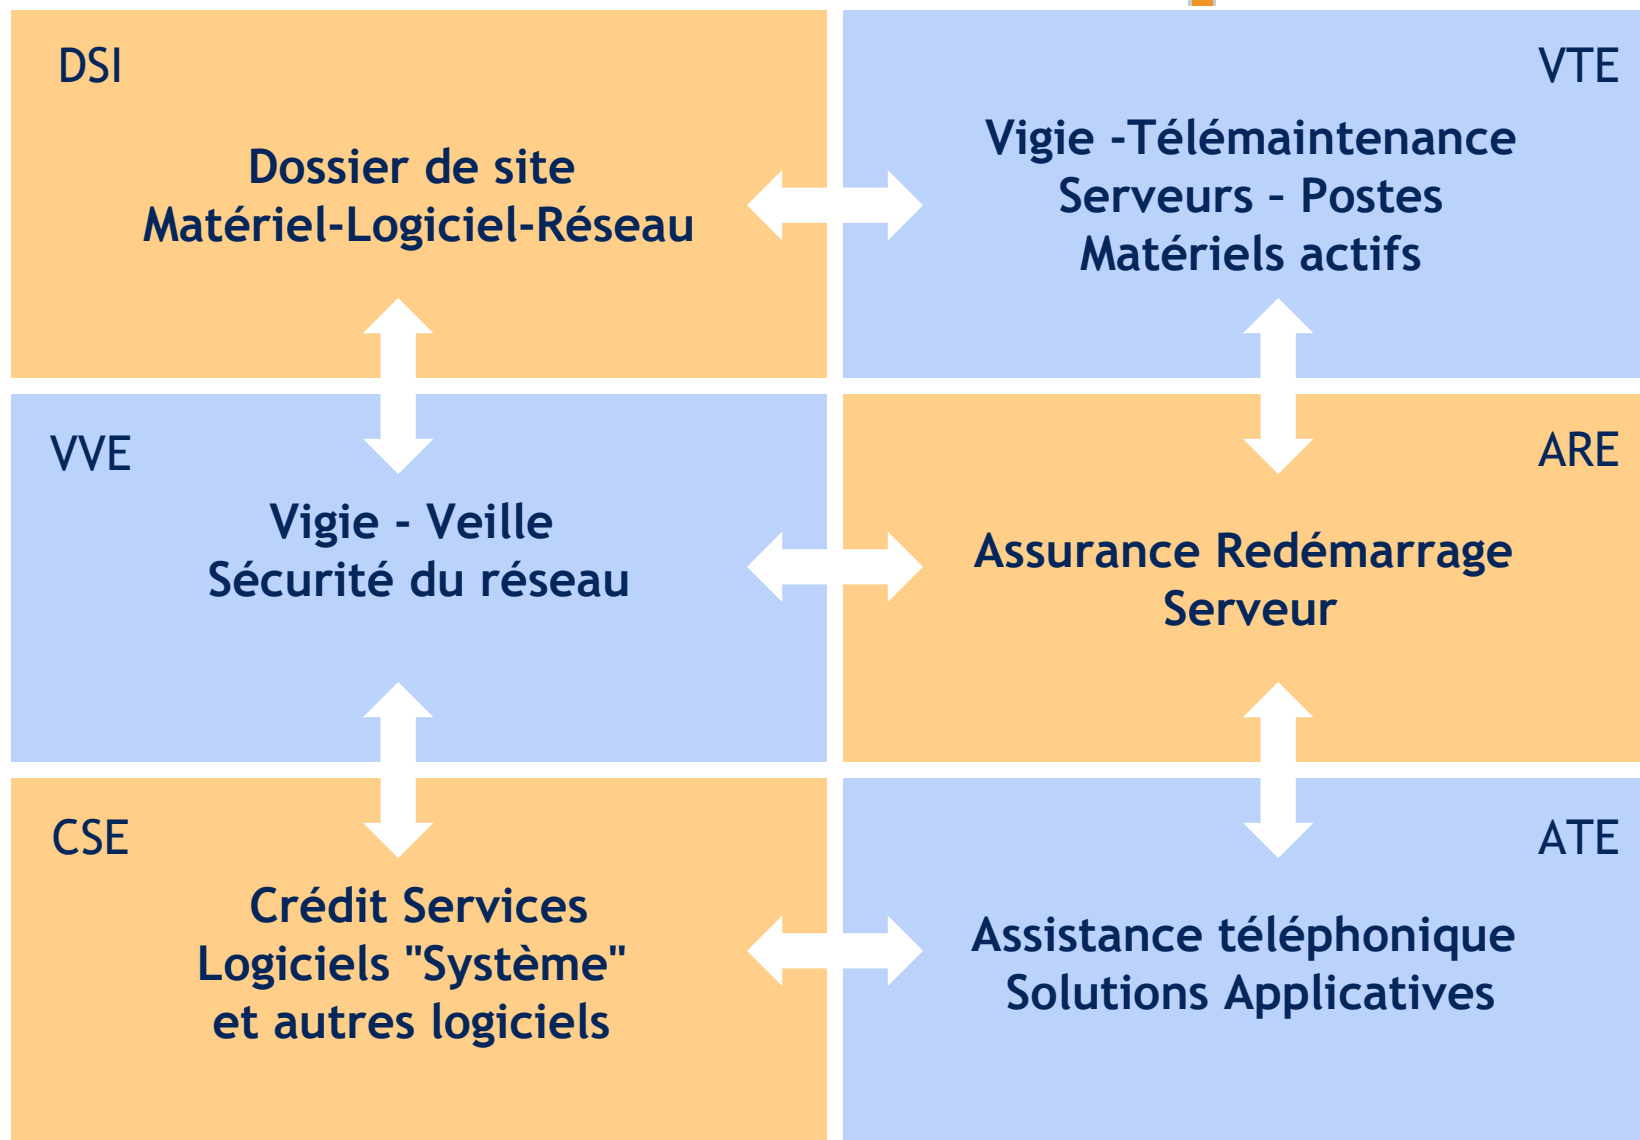 DSI
Dossier de site
Matériel-Logiciel-Réseau
VTE
Vigie -Télémaintenance
Serveurs – Postes
Matériels actifs
VVE
Vigie - Veille
Sécurité du réseau
ARE
Assurance Redémarrage
Serveur
CSE
Crédit Services
Logiciels "Système"
et autres logiciels
ATE
Assistance téléphonique
Solutions Applicatives